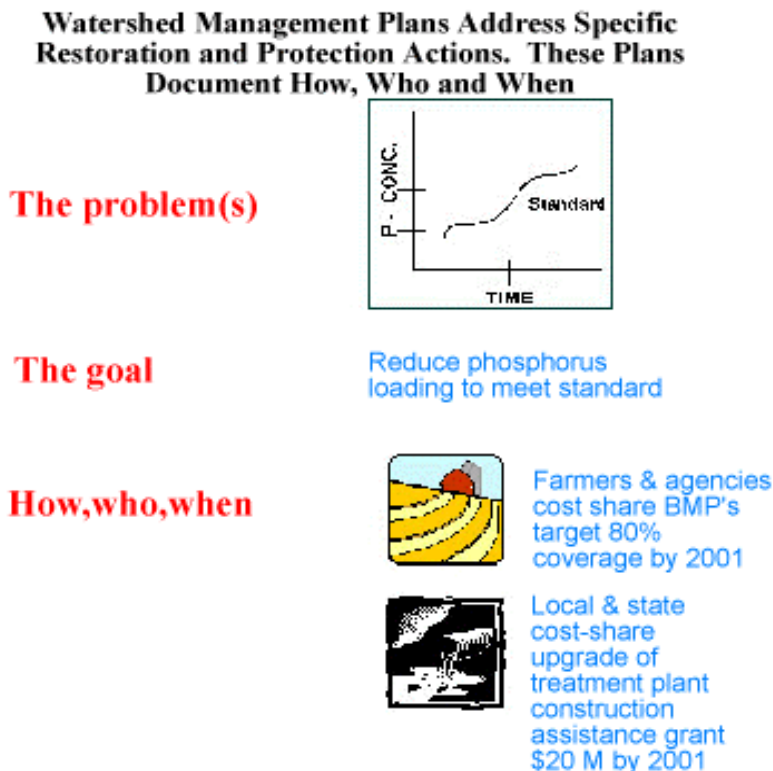 Watershed Management Plans Address Specific
Restoration and Protection Actions. These Plans
Document How, Who and When
The problem(s)
P - CONC.
Standard
TIME
The goal
Reduce phosphorus
loading to meet standard
How,who,when
Farmers & agencies
cost share BMP's
target 80%
coverage by 2001
Local & state
cost-share
upgrade of
treatment plant
construction
assistance grant
$20 M by 2001